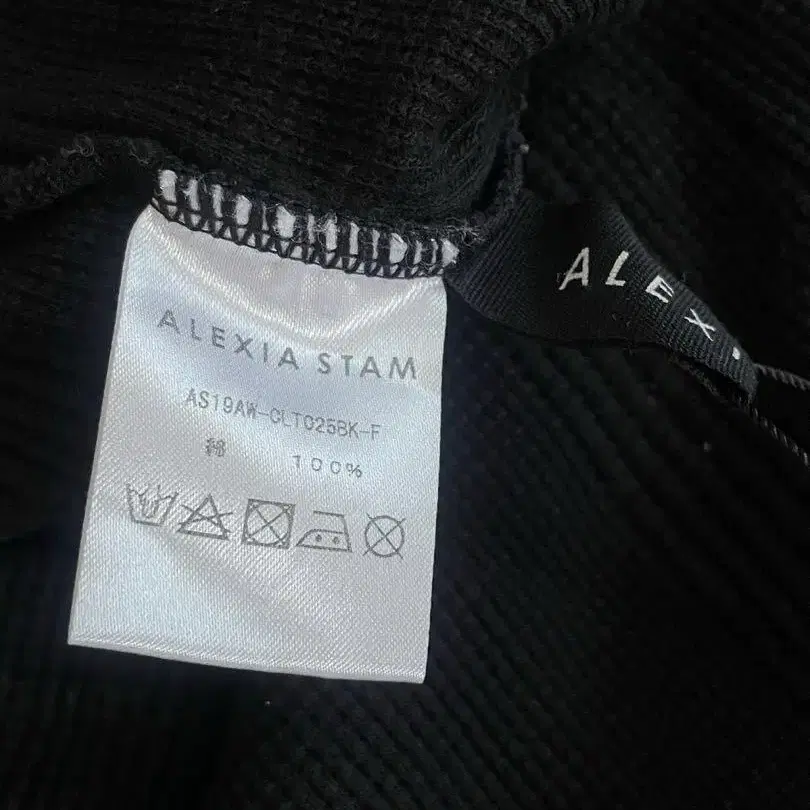 ALEXIA STAM
AS19AW-CLT025BK-F
綿 100%
ALEX.